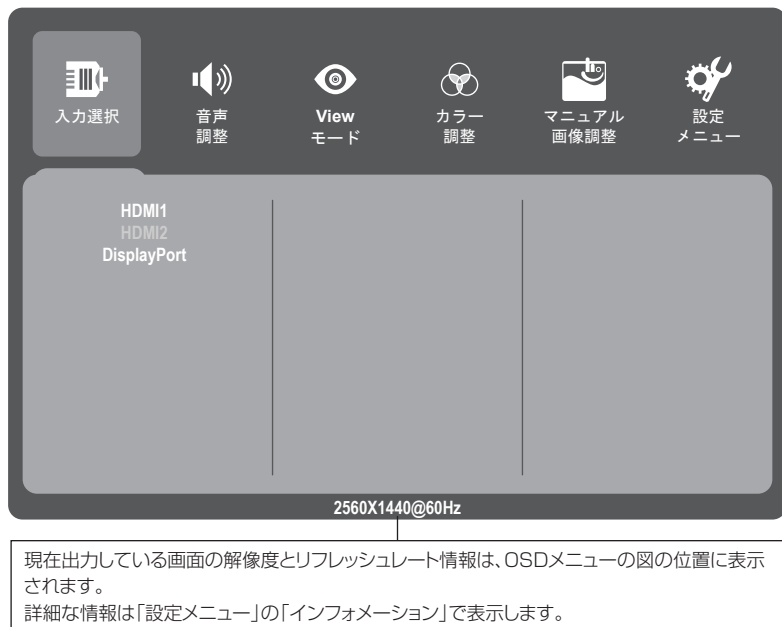 入力選択
音声
調整
View
モード
カラー
調整
マニュアル
画像調整
設定
メニュー
HDMI1
HDMI2
DisplayPort
2560X1440@60Hz
現在出力している画面の解像度とリフレッシュレート情報は、OSDメニューの図の位置に表示
されます。
詳細な情報は「設定メニュー」の「インフォメーション」で表示します。